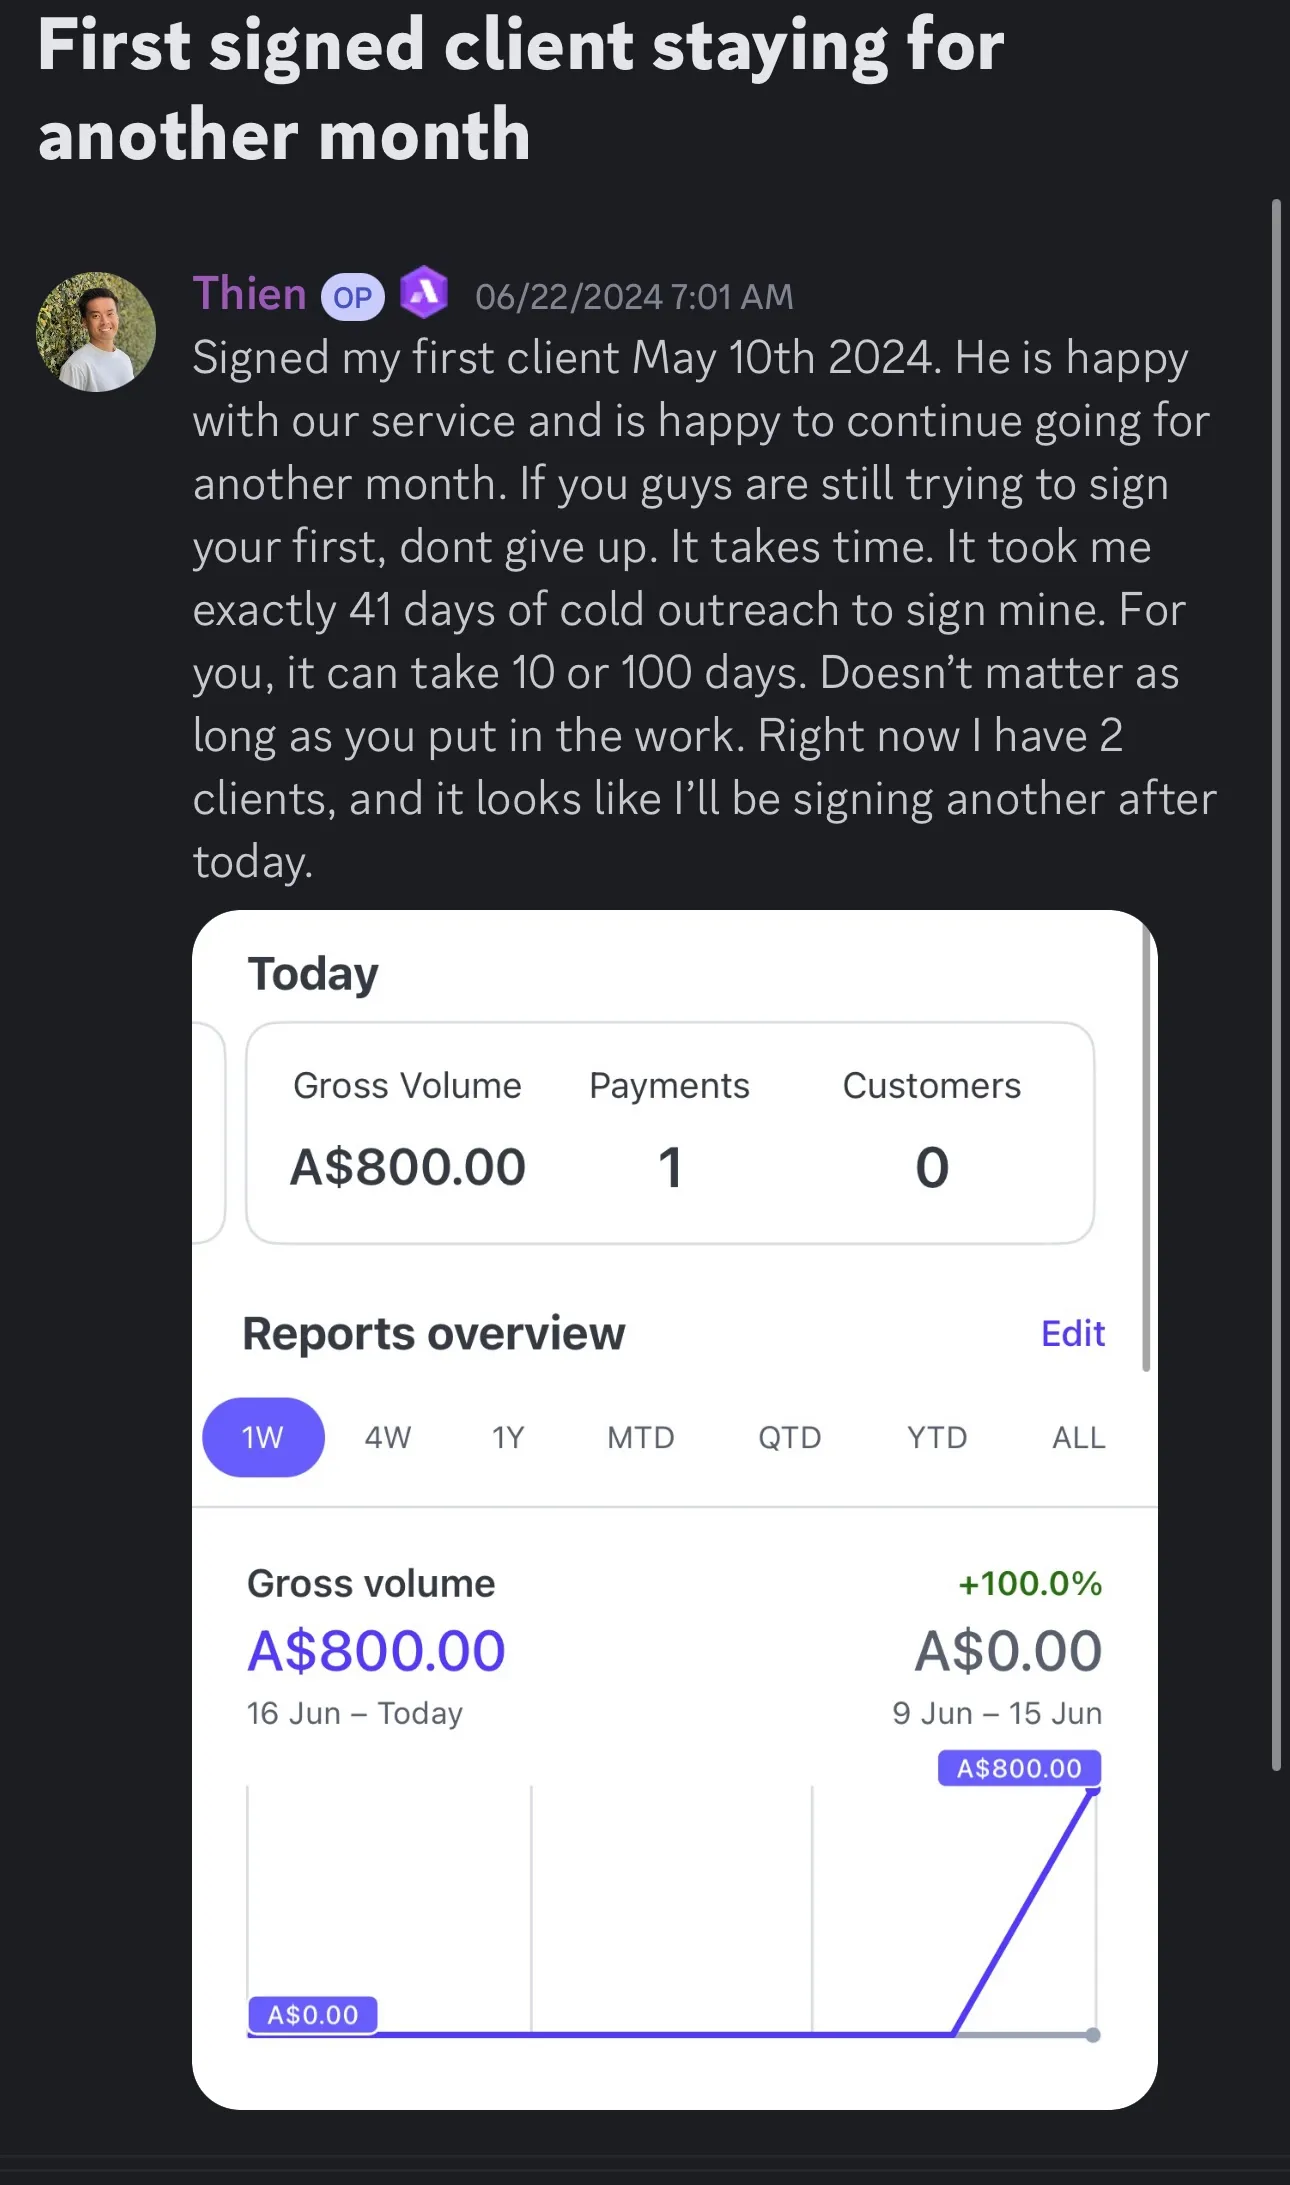 First signed client staying for
another month
Thien OP 06/22/2024 7:01 AM
Signed my first client May 10th 2024. He is happy
with our service and is happy to continue going for
another month. If you guys are still trying to sign
your first, dont give up. It takes time. It took me
exactly 41 days of cold outreach to sign mine. For
you, it can take 10 or 100 days. Doesn’t matter as
long as you put in the work. Right now I have 2
clients, and it looks like I’ll be signing another after
today.
Today
Gross Volume Payments Customers
A$800.00 1 0
Reports overview Edit
1W 4W 1Y MTD QTD YTD ALL
Gross volume +100.0%
A$800.00 A$0.00
16 Jun – Today 9 Jun – 15 Jun
A$800.00
A$0.00